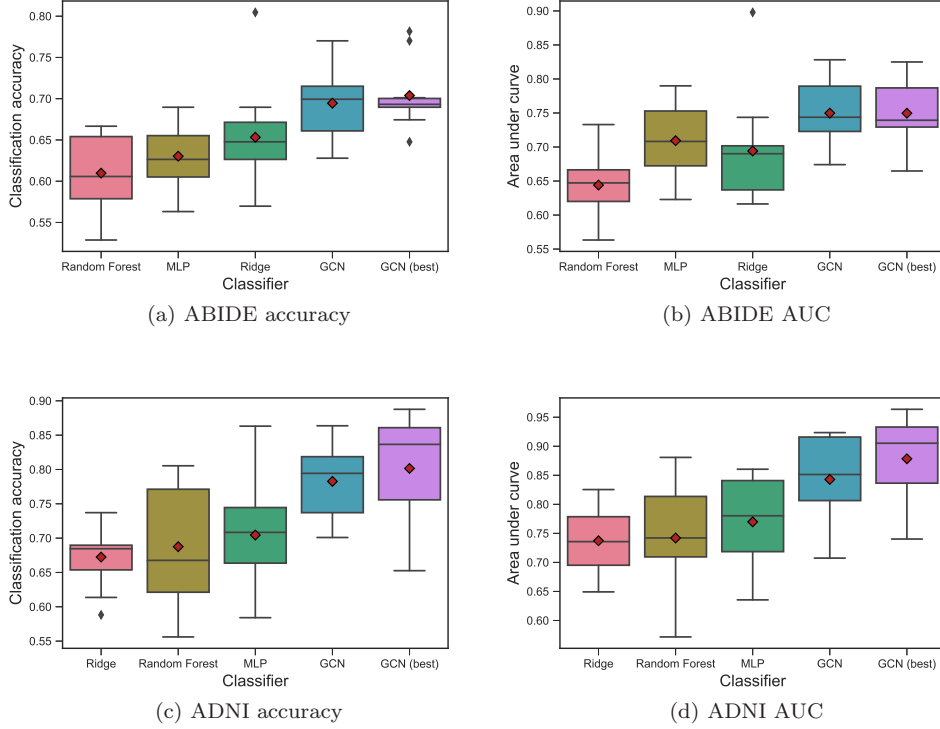 0.80
0.75
0.70
0.65
0.60
0.55
Classification accuracy
Random Forest MLP Ridge GCN GCN (best)
Classifier
(a) ABIDE accuracy
0.90
0.85
0.80
0.75
0.70
0.65
0.60
0.55
Area under curve
Random Forest MLP Ridge GCN GCN (best)
Classifier
(b) ABIDE AUC
0.90
0.85
0.80
0.75
0.70
0.65
0.60
0.55
Classification accuracy
Ridge Random Forest MLP GCN GCN (best)
Classifier
(c) ADNI accuracy
0.95
0.90
0.85
0.80
0.75
0.70
0.65
0.60
Area under curve
Ridge Random Forest MLP GCN GCN (best)
Classifier
(d) ADNI AUC